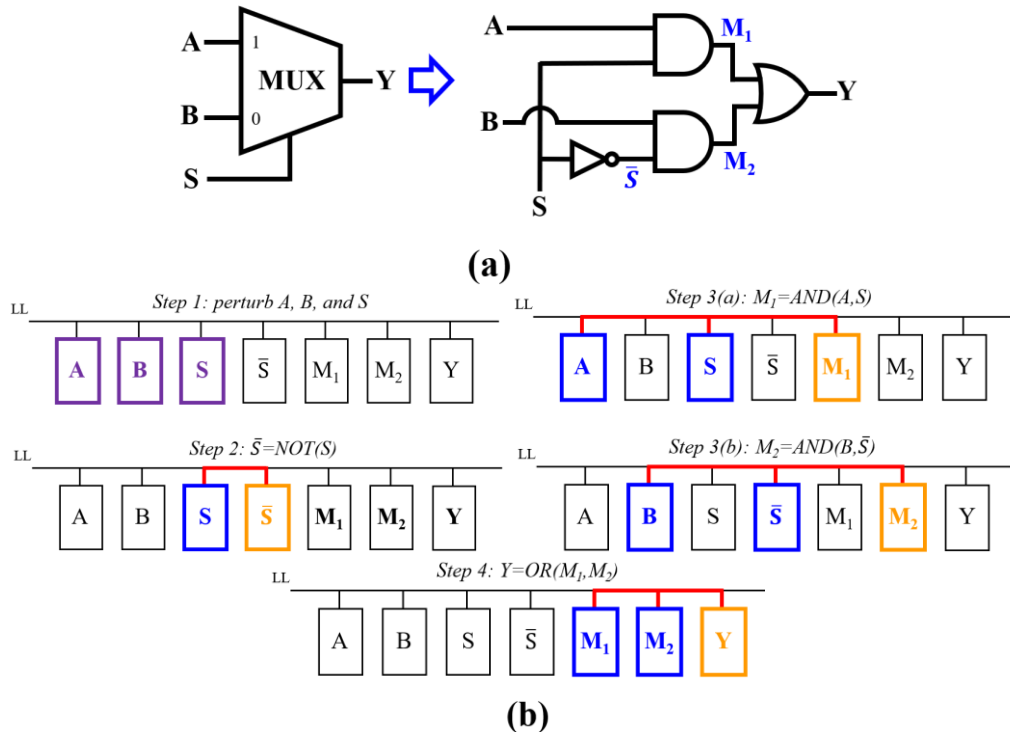 A 1 MUX Y
B 0
S
A M₁
B Y
M₂
S̄
S
(a)
Step 1: perturb A, B, and S
LL
A B S S̄ M₁ M₂ Y
Step 3(a): M₁=AND(A,S)
LL
A B S S̄ M₁ M₂ Y
Step 2: S̄=NOT(S)
LL
A B S S̄ M₁ M₂ Y
Step 3(b): M₂=AND(B,S̄)
LL
A B S S̄ M₁ M₂ Y
Step 4: Y=OR(M₁,M₂)
LL
A B S S̄ M₁ M₂ Y
(b)